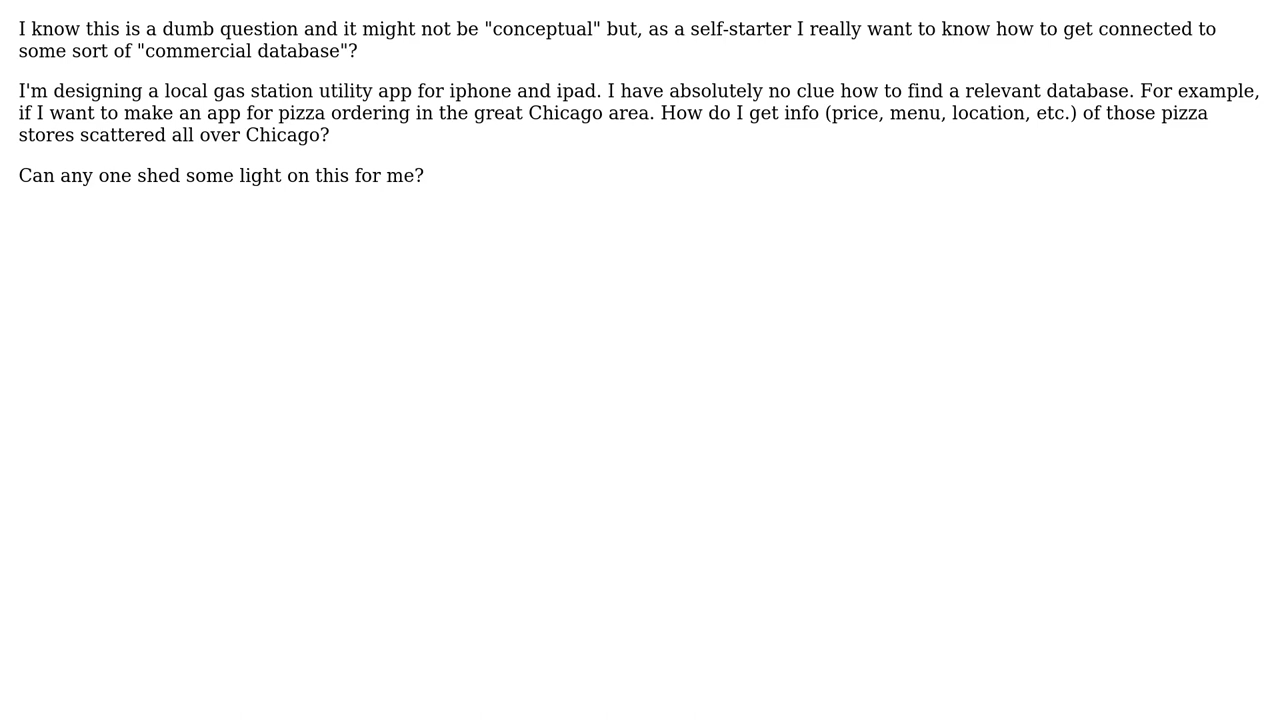 I know this is a dumb question and it might not be "conceptual" but, as a self-starter I really want to know how to get connected to
some sort of "commercial database"?
I'm designing a local gas station utility app for iphone and ipad. I have absolutely no clue how to find a relevant database. For example,
if I want to make an app for pizza ordering in the great Chicago area. How do I get info (price, menu, location, etc.) of those pizza
stores scattered all over Chicago?
Can any one shed some light on this for me?